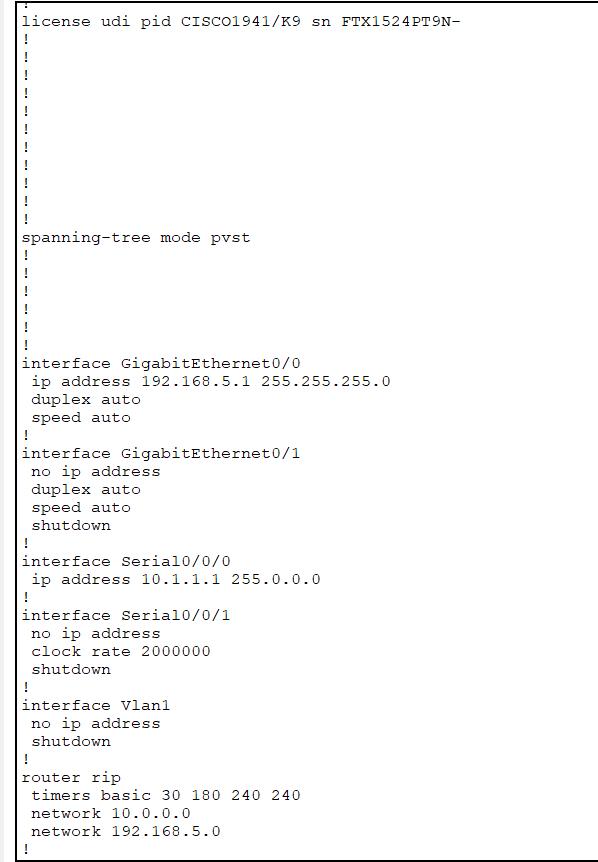 !
license udi pid CISCO1941/K9 sn FTX1524PT9N-
!
!
!
!
!
!
!
!
!
!
!
spanning-tree mode pvst
!
!
!
!
!
!
interface GigabitEthernet0/0
 ip address 192.168.5.1 255.255.255.0
 duplex auto
 speed auto
!
interface GigabitEthernet0/1
 no ip address
 duplex auto
 speed auto
 shutdown
!
interface Serial0/0/0
 ip address 10.1.1.1 255.0.0.0
!
interface Serial0/0/1
 no ip address
 clock rate 2000000
 shutdown
!
interface Vlan1
 no ip address
 shutdown
!
router rip
 timers basic 30 180 240 240
 network 10.0.0.0
 network 192.168.5.0
!